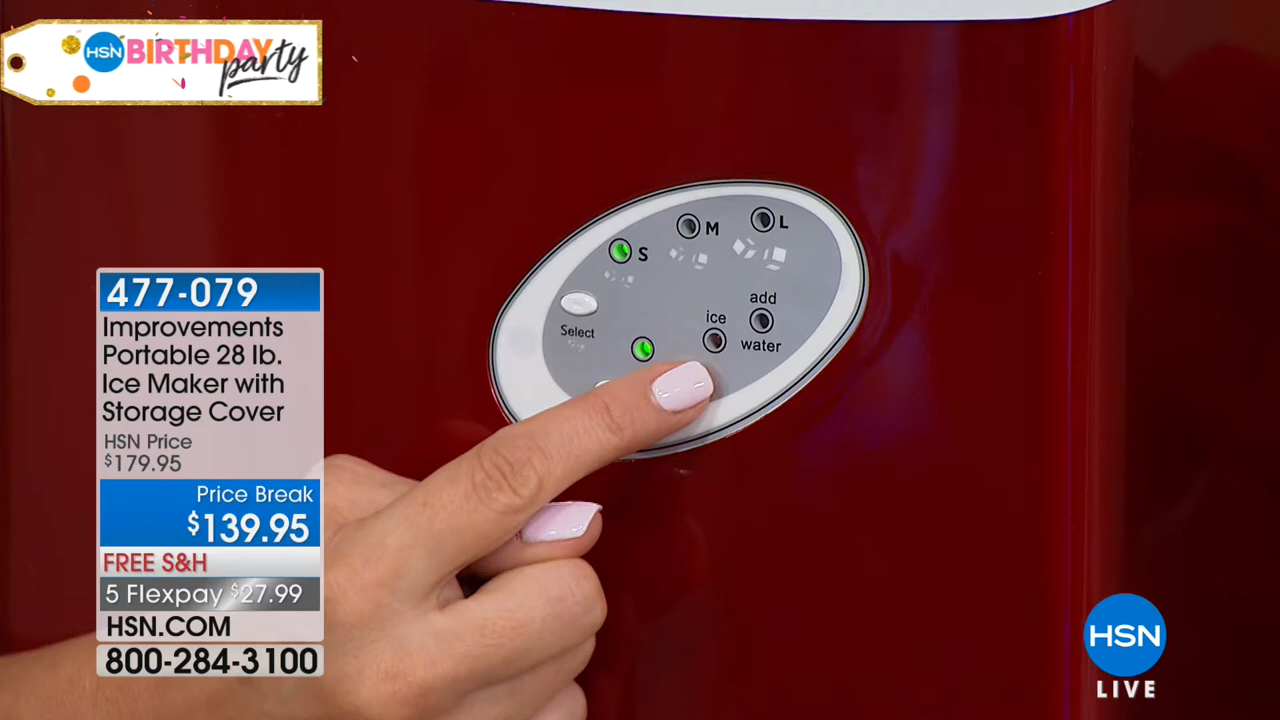 HSN BIRTHDAY
party
477-079
Improvements
Portable 28 lb.
Ice Maker with
Storage Cover
HSN Price
$179.95
Price Break
$139.95
FREE S&H
5 Flexpay $27.99
HSN.COM
800-284-3100
S
M
L
Select
ice
add
water
HSN
LIVE